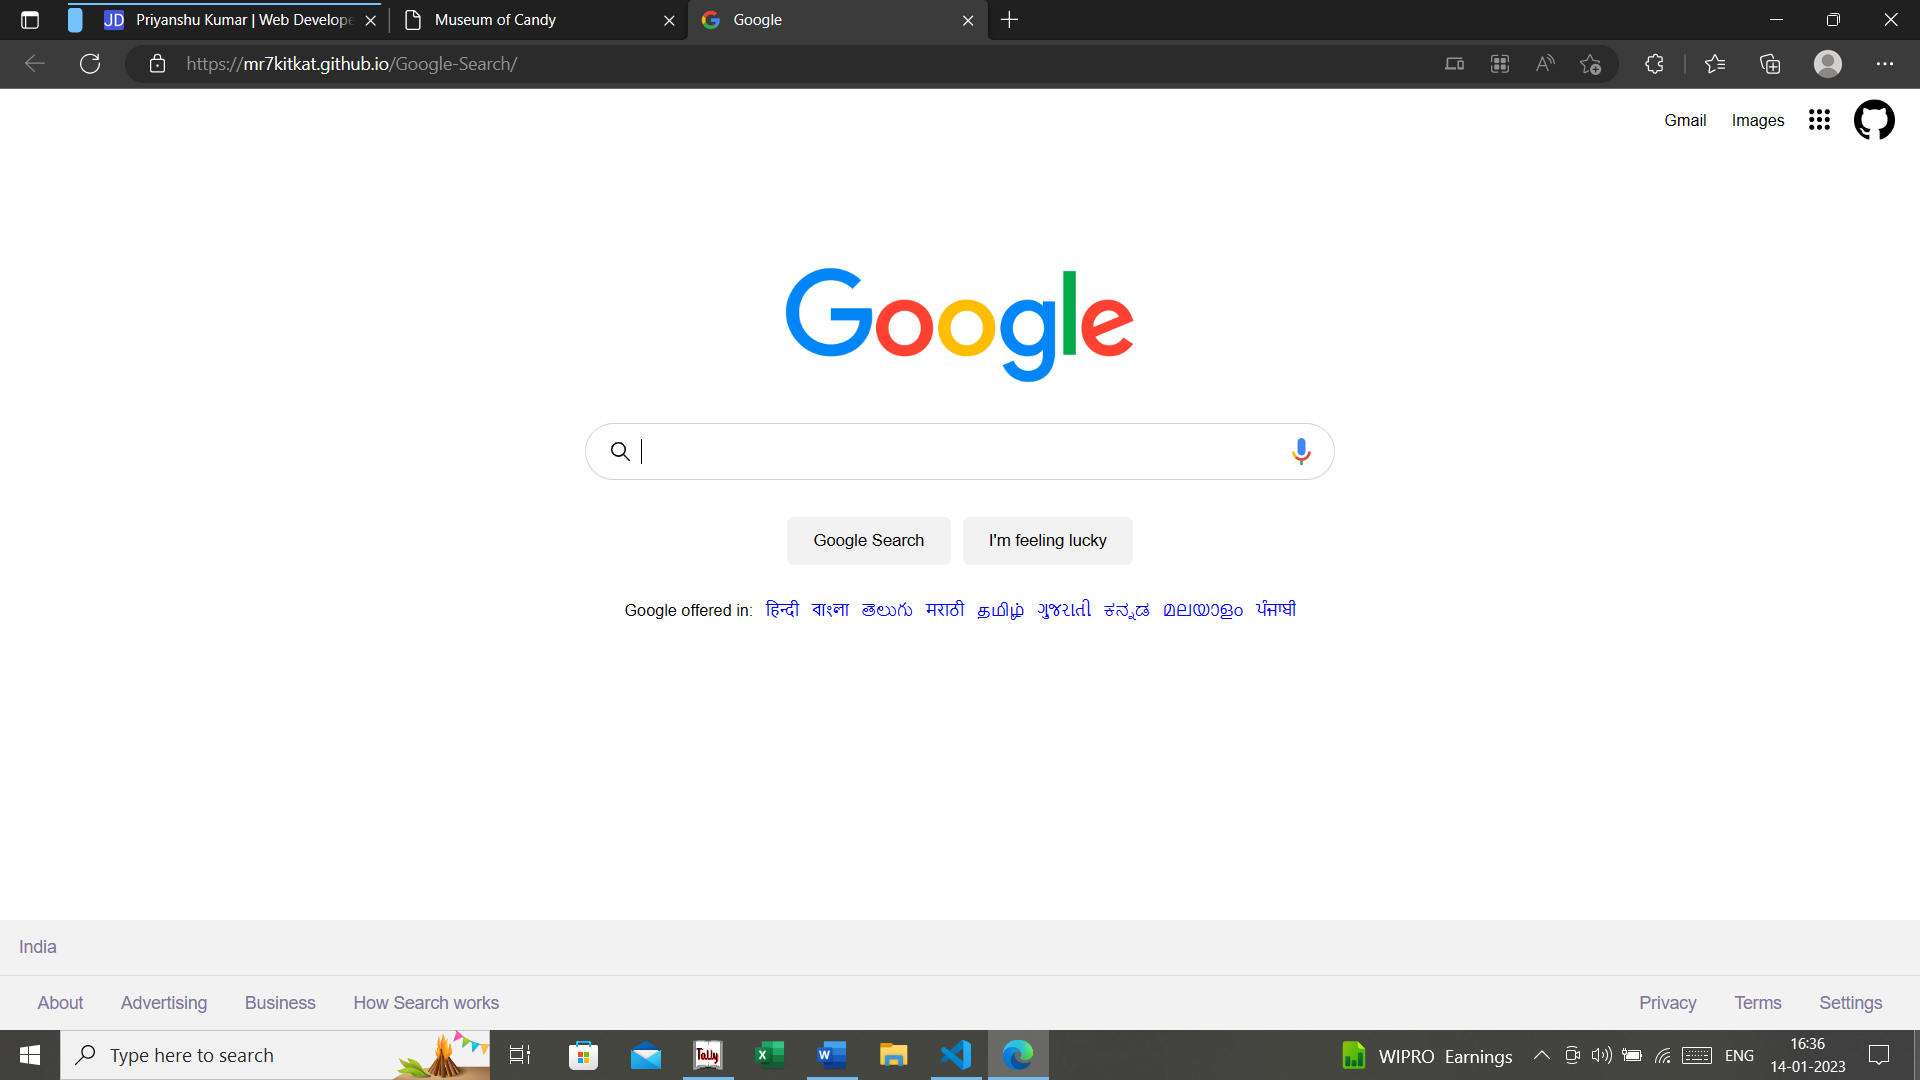 JD Priyanshu Kumar | Web Develope
Museum of Candy
Google
https://mr7kitkat.github.io/Google-Search/
Gmail Images
Google
Google Search I'm feeling lucky
Google offered in: हिन्दी বাংলা తెలుగు मराठी தமிழ் ગુજરાતી ಕನ್ನಡ മലയാളം ਪੰਜਾਬੀ
India
About Advertising Business How Search works Privacy Terms Settings
Type here to search
Tally
WIPRO Earnings
ENG
16:36
14-01-2023